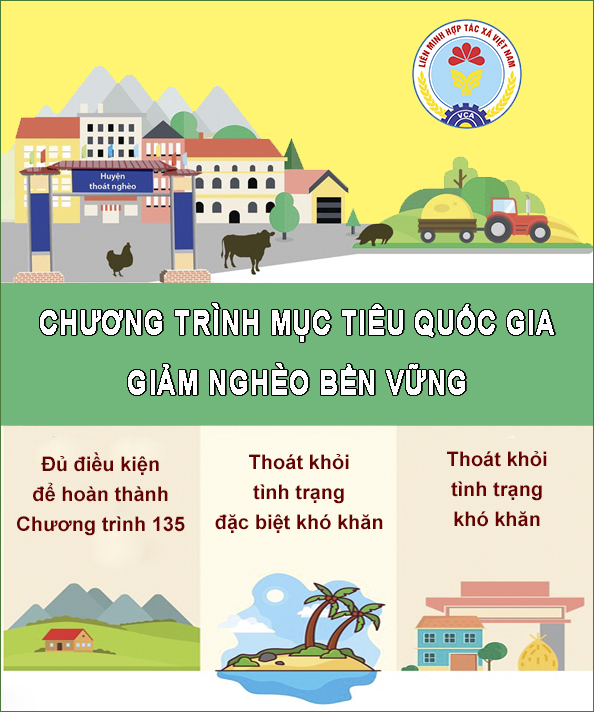 LIÊN MINH HỢP TÁC XÃ VIỆT NAM
VCA
Huyện
thoát nghèo
CHƯƠNG TRÌNH MỤC TIÊU QUỐC GIA
GIẢM NGHÈO BỀN VỮNG
Đủ điều kiện
để hoàn thành
Chương trình 135
Thoát khỏi
tình trạng
đặc biệt khó khăn
Thoát khỏi
tình trạng
khó khăn